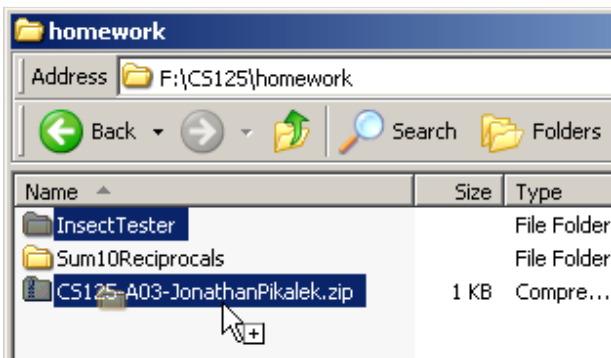 homework
Address F:\CS125\homework
Back Search Folders
Name Size Type
InsectTester File Folder
Sum10Reciprocals File Folder
CS125-A03-JonathanPikalek.zip 1 KB Compre...